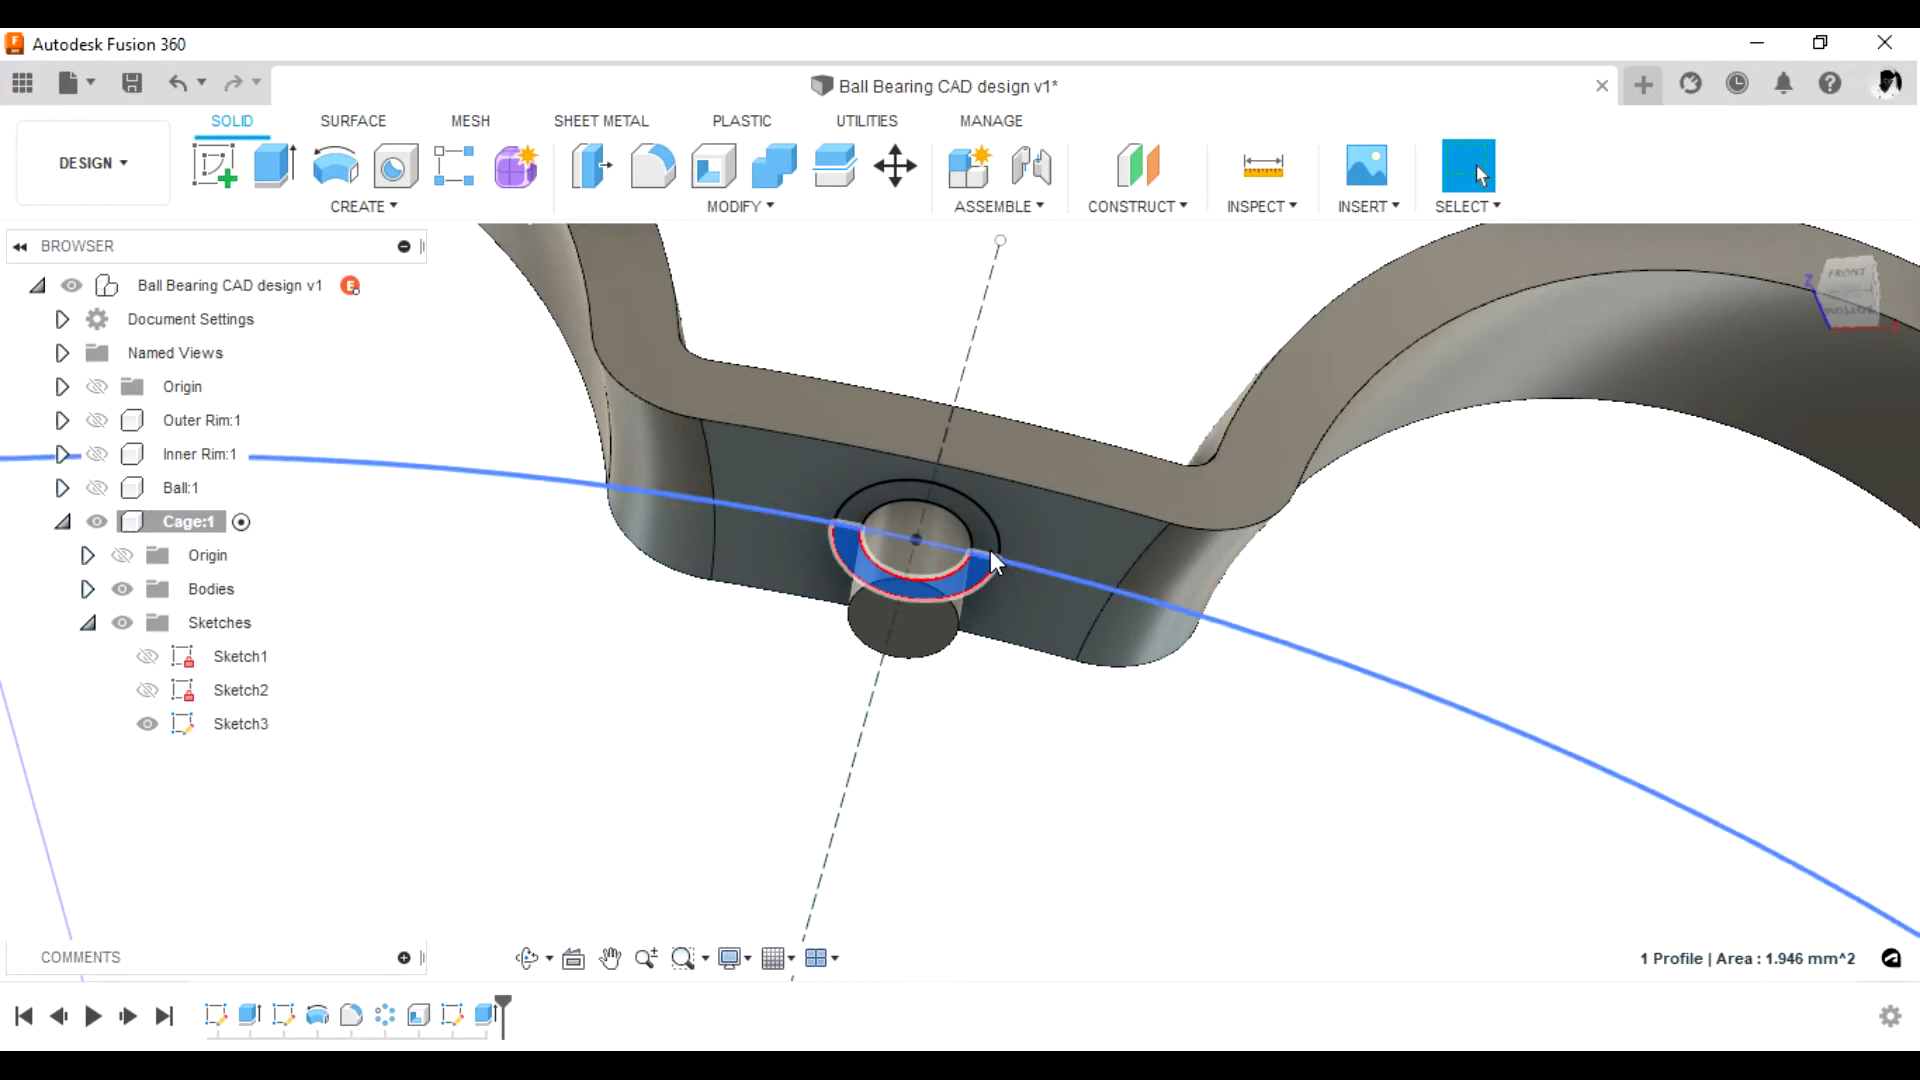 Autodesk Fusion 360
Ball Bearing CAD design v1*
SOLID SURFACE MESH SHEET METAL PLASTIC UTILITIES MANAGE
DESIGN
CREATE MODIFY ASSEMBLE CONSTRUCT INSPECT INSERT SELECT
BROWSER
Ball Bearing CAD design v1
Document Settings
Named Views
Origin
Outer Rim:1
Inner Rim:1
Ball:1
Cage:1
Origin
Bodies
Sketches
Sketch1
Sketch2
Sketch3
FRONT
BOTTOM
Z
X
COMMENTS
1 Profile | Area : 1.946 mm^2